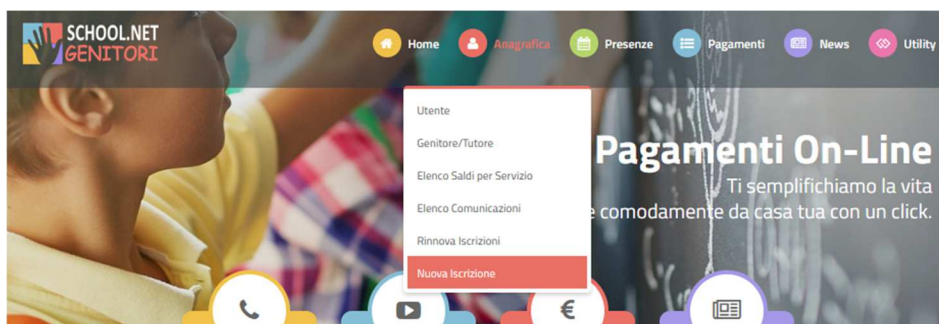 SCHOOL.NET
GENITORI
Home
Anagrafica
Presenze
Pagamenti
News
Utility
Utente
Genitore/Tutore
Elenco Saldi per Servizio
Elenco Comunicazioni
Rinnova Iscrizioni
Nuova Iscrizione
Pagamenti On-Line
Ti semplifichiamo la vita
e comodamente da casa tua con un click.
€